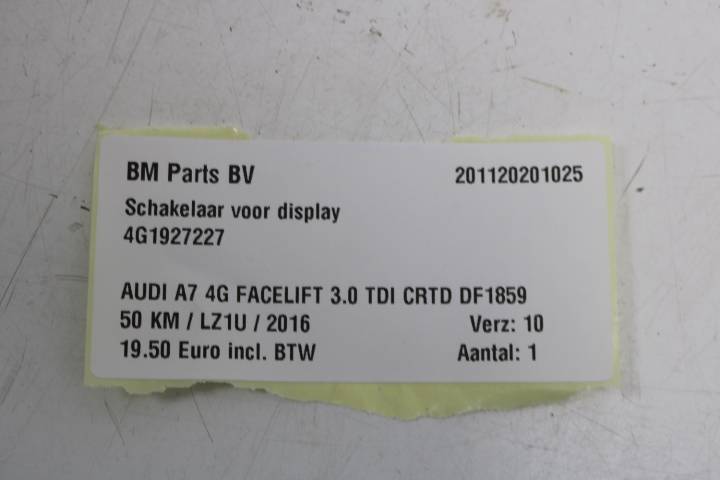 BM Parts BV 201120201025
Schakelaar voor display
4G1927227
AUDI A7 4G FACELIFT 3.0 TDI CRTD DF1859
50 KM / LZ1U / 2016 Verz: 10
19.50 Euro incl. BTW Aantal: 1